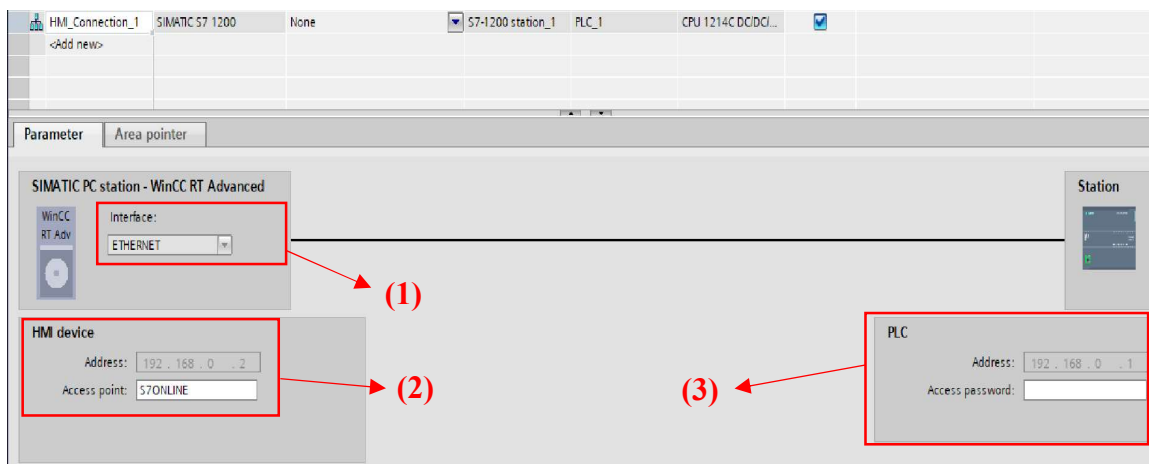 HMI_Connection_1 SIMATIC S7 1200 None S7-1200 station_1 PLC_1 CPU 1214C DC/DC/...
<Add new>
Parameter Area pointer
SIMATIC PC station - WinCC RT Advanced
Station
WinCC
RT Adv
Interface:
ETHERNET
(1)
HMI device
Address: 192 . 168 . 0 . 2
Access point: S7ONLINE
(2)
(3)
PLC
Address: 192 . 168 . 0 . 1
Access password: